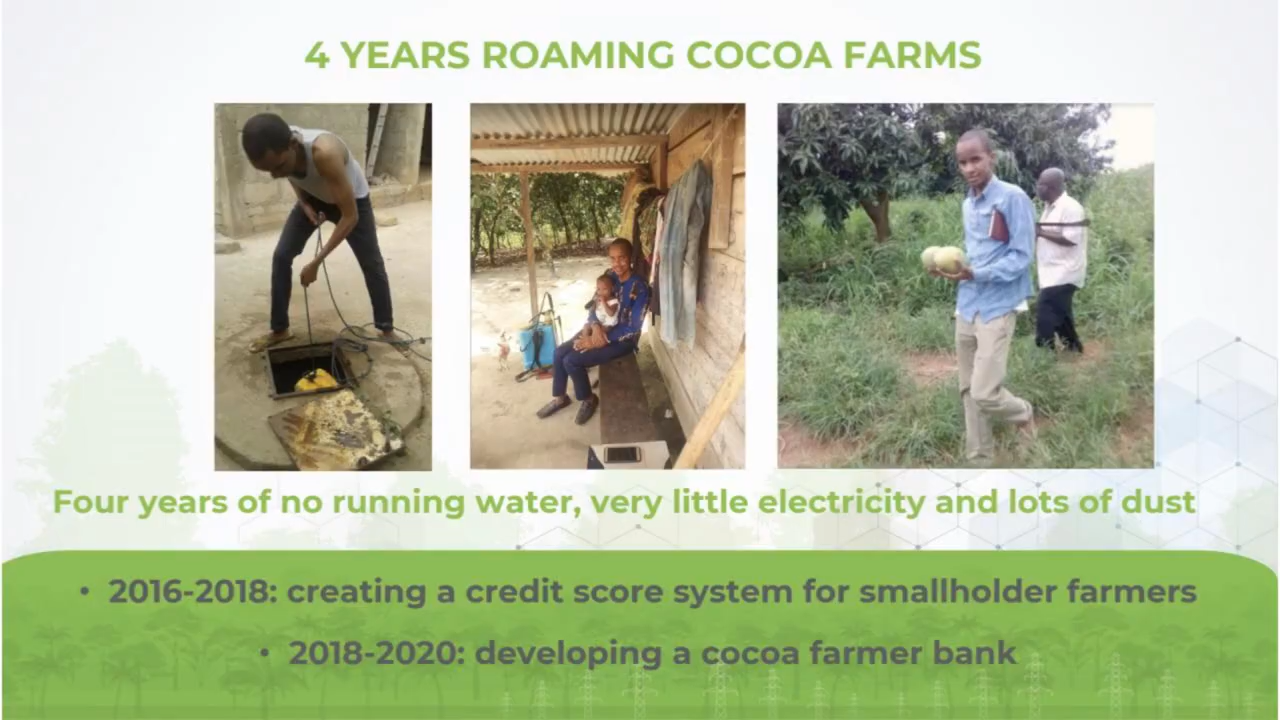 4 YEARS ROAMING COCOA FARMS
Four years of no running water, very little electricity and lots of dust
• 2016-2018: creating a credit score system for smallholder farmers
• 2018-2020: developing a cocoa farmer bank